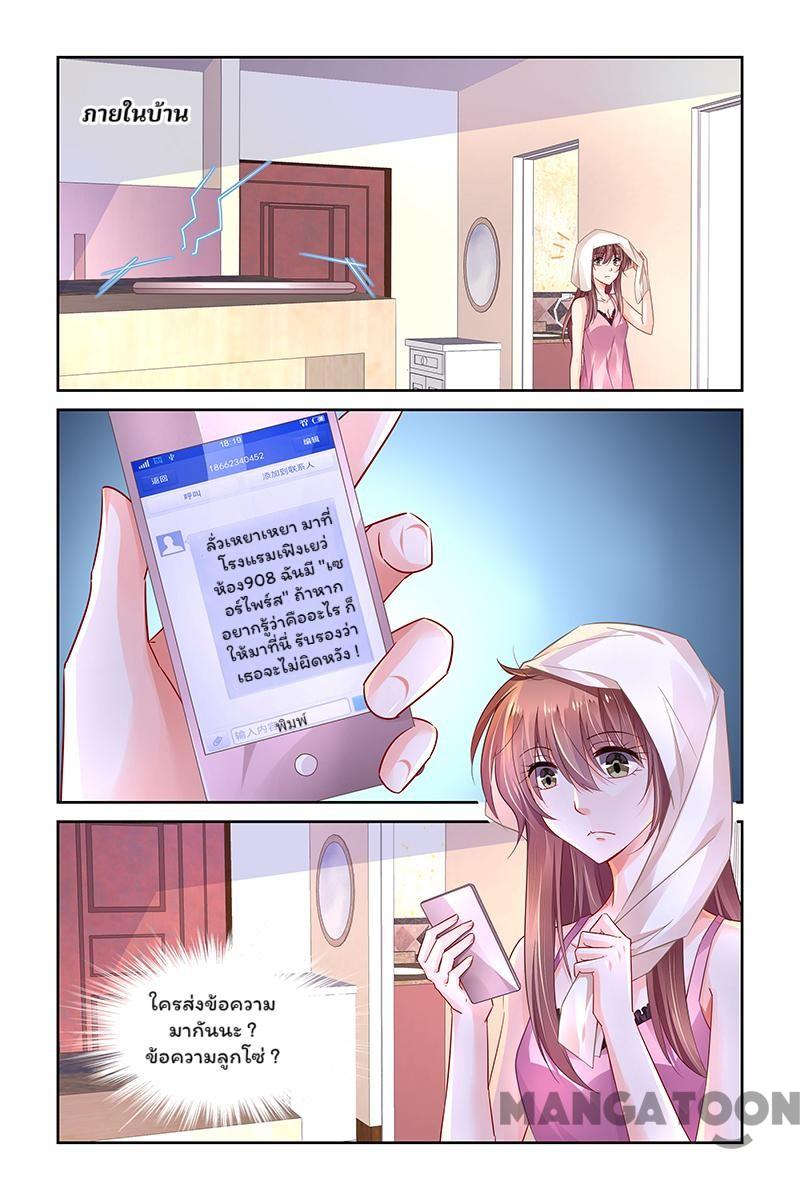 ภายในบ้าน
18:19
返回
18662340452
编辑
呼叫
添加到联系人
ลั่วเหยาเหยา มาที่
โรงแรมเฟิงเยว่
ห้อง908 ฉันมี "เซ
อร์ไพร์ส" ถ้าหาก
อยากรู้ว่าคืออะไร ก็
ให้มาที่นี่ รับรองว่า
เธอจะไม่ผิดหวัง !
输入内容 พิมพ์
ใครส่งข้อความ
มากันนะ ?
ข้อความลูกโซ่ ?
MANGATOON